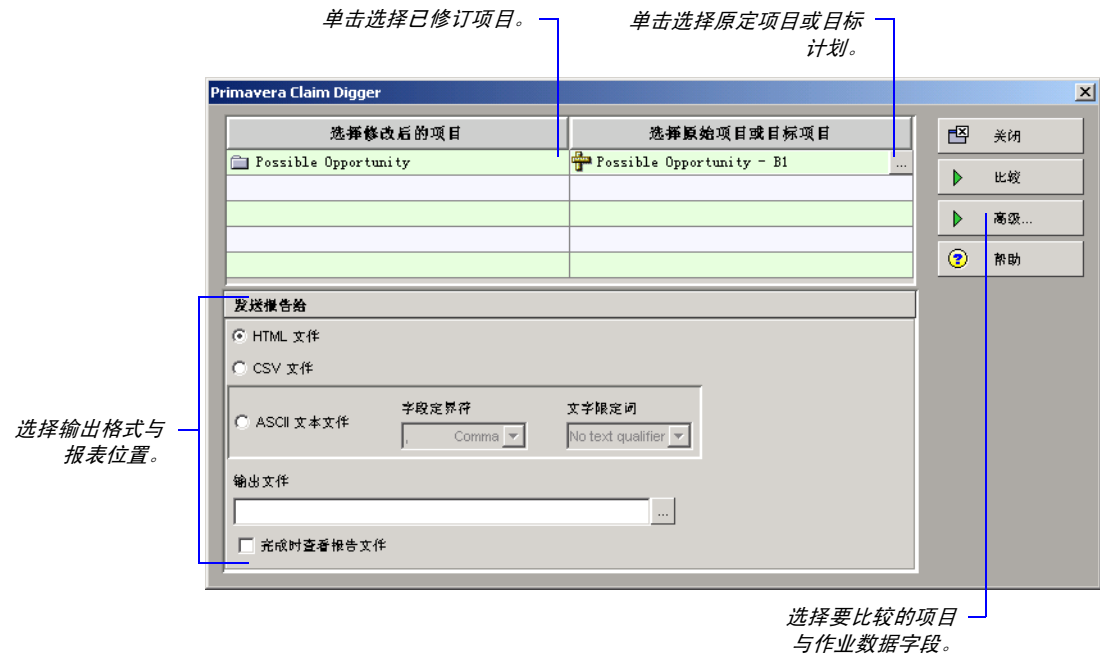 单击选择已修订项目。
单击选择原定项目或目标
计划。
Primavera Claim Digger
选择修改后的项目
选择原始项目或目标项目
Possible Opportunity
Possible Opportunity - B1
...
关闭
比较
高级...
帮助
发送报告给
HTML 文件
CSV 文件
ASCII 文本文件
字段定界符
, Comma
文字限定词
No text qualifier
输出文件
...
完成时查看报告文件
选择输出格式与
报表位置。
选择要比较的项目
与作业数据字段。